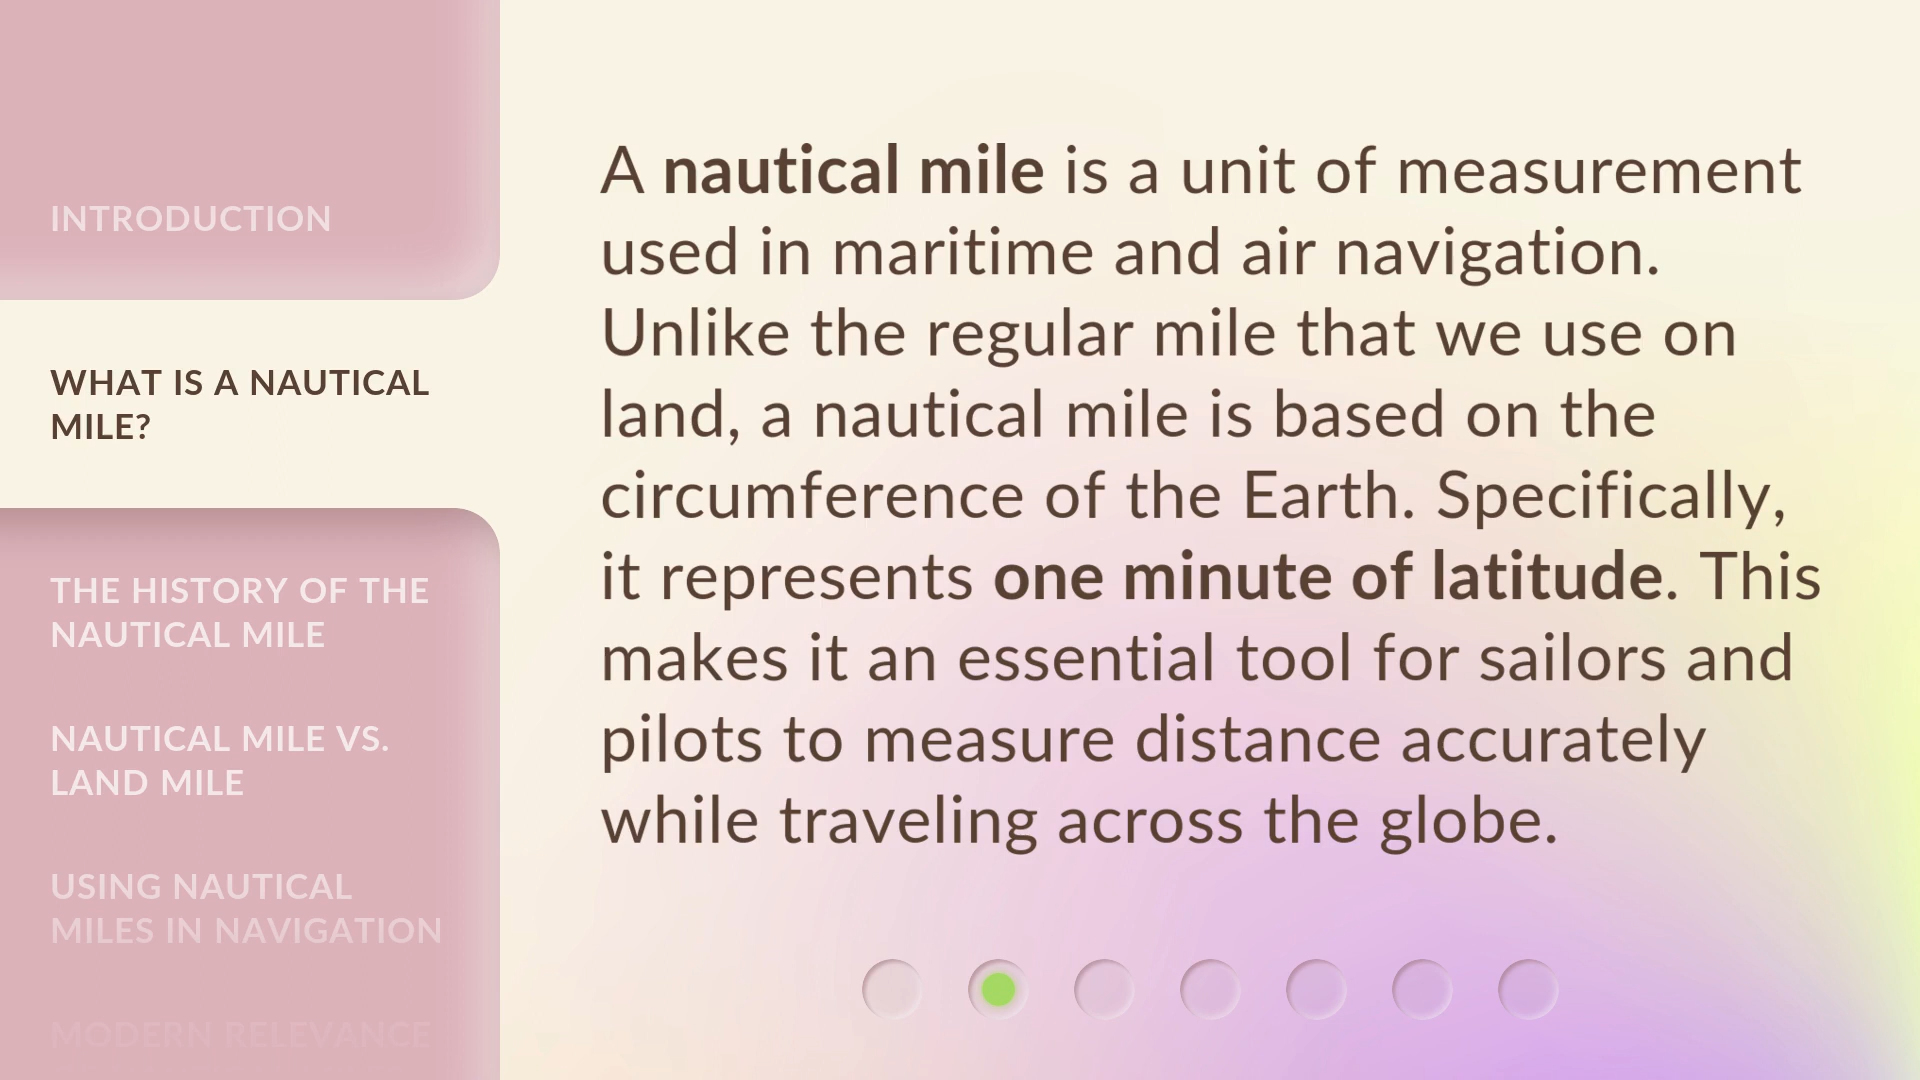 INTRODUCTION
WHAT IS A NAUTICAL
MILE?
THE HISTORY OF THE
NAUTICAL MILE
NAUTICAL MILE VS.
LAND MILE
USING NAUTICAL
MILES IN NAVIGATION
MODERN RELEVANCE
A nautical mile is a unit of measurement
used in maritime and air navigation.
Unlike the regular mile that we use on
land, a nautical mile is based on the
circumference of the Earth. Specifically,
it represents one minute of latitude. This
makes it an essential tool for sailors and
pilots to measure distance accurately
while traveling across the globe.